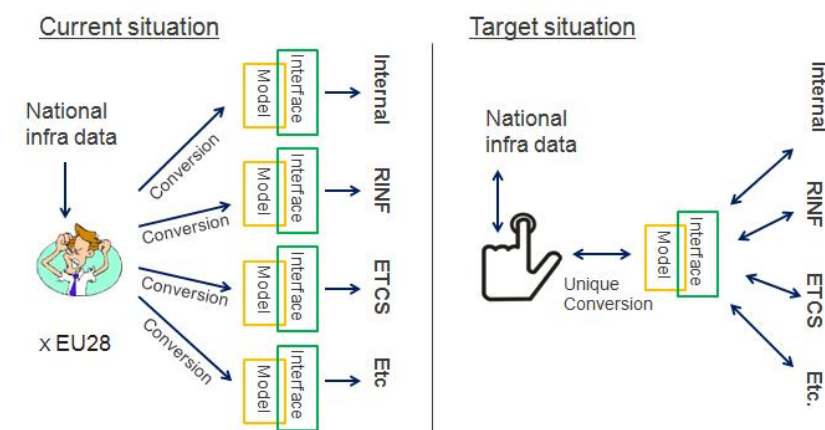 Current situation
National
infra data
x EU28
Conversion
Model
Interface
Internal
Conversion
Model
Interface
RINF
Conversion
Model
Interface
ETCS
Conversion
Model
Interface
Etc
Target situation
National
infra data
Unique
Conversion
Model
Interface
Internal
RINF
ETCS
Etc.